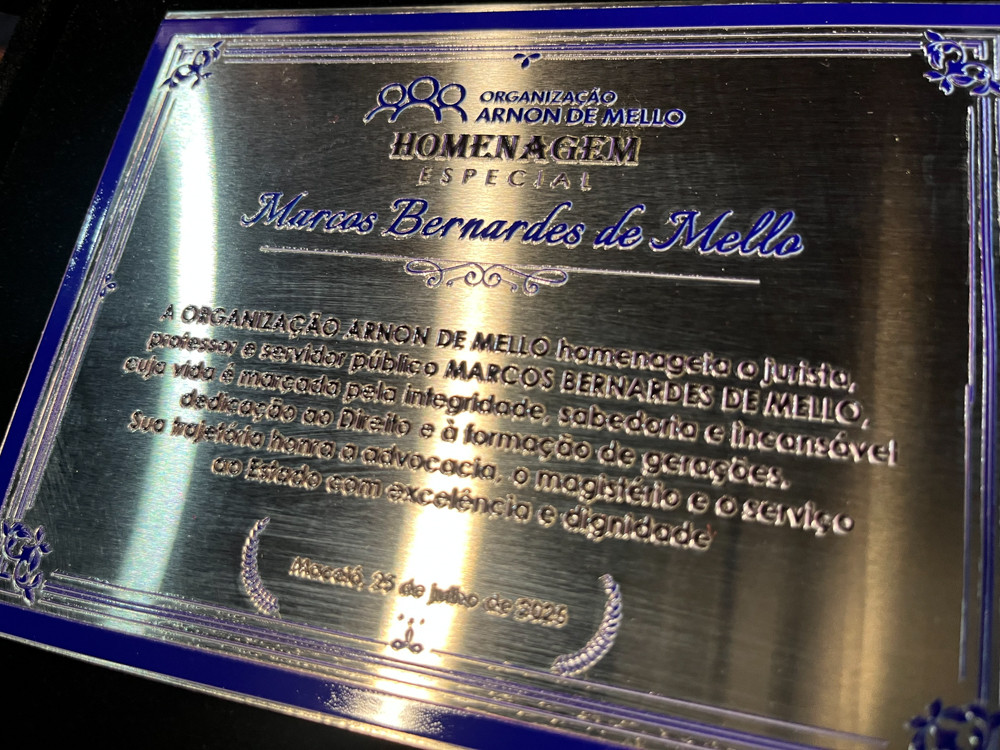 ORGANIZAÇÃO
ARNON DE MELLO
HOMENAGEM
ESPECIAL
Marcos Bernardes de Mello
A ORGANIZAÇÃO ARNON DE MELLO homenageia o jurista,
professor e servidor público MARCOS BERNARDES DE MELLO,
cuja vida é marcada pela integridade, sabedoria e incansável
dedicação ao Direito e à formação de gerações.
Sua trajetória honra a advocacia, o magistério e o serviço
ao Estado com excelência e dignidade
Maceió, 25 de julho de 2025